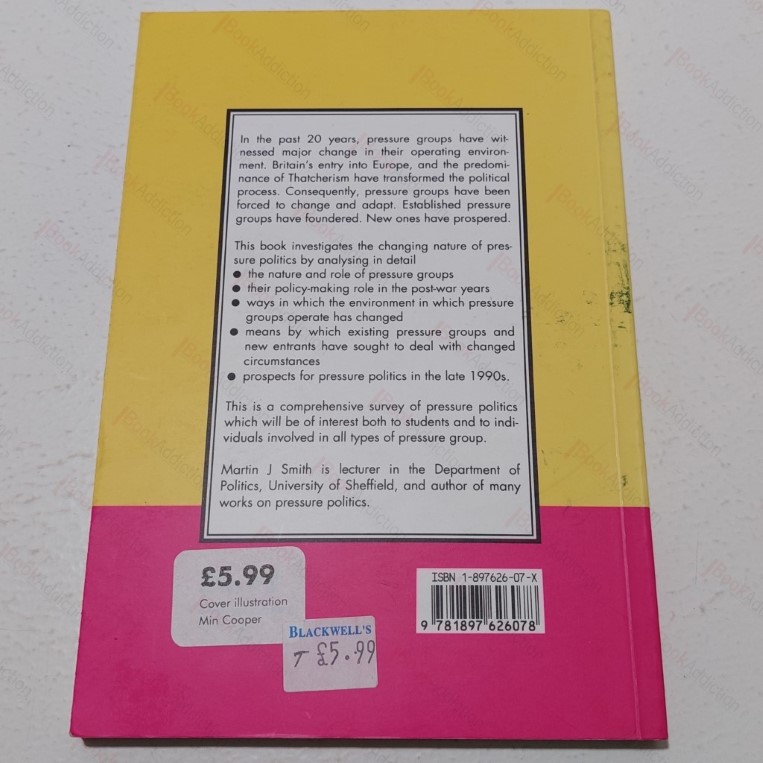 In the past 20 years, pressure groups have wit-
nessed major change in their operating environ-
ment. Britain's entry into Europe, and the predomi-
nance of Thatcherism have transformed the political
process. Consequently, pressure groups have been
forced to change and adapt. Established pressure
groups have foundered. New ones have prospered.
This book investigates the changing nature of pres-
sure politics by analysing in detail
● the nature and role of pressure groups
● their policy-making role in the post-war years
● ways in which the environment in which pressure
groups operate has changed
● means by which existing pressure groups and
new entrants have sought to deal with changed
circumstances
● prospects for pressure politics in the late 1990s.
This is a comprehensive survey of pressure politics
which will be of interest both to students and to indi-
viduals involved in all types of pressure group.
Martin J Smith is lecturer in the Department of
Politics, University of Sheffield, and author of many
works on pressure politics.
£5.99
Cover illustration
Min Cooper
BLACKWELL'S
T £5.99
ISBN 1-897626-07-X
9 781897 626078
BookAddiction